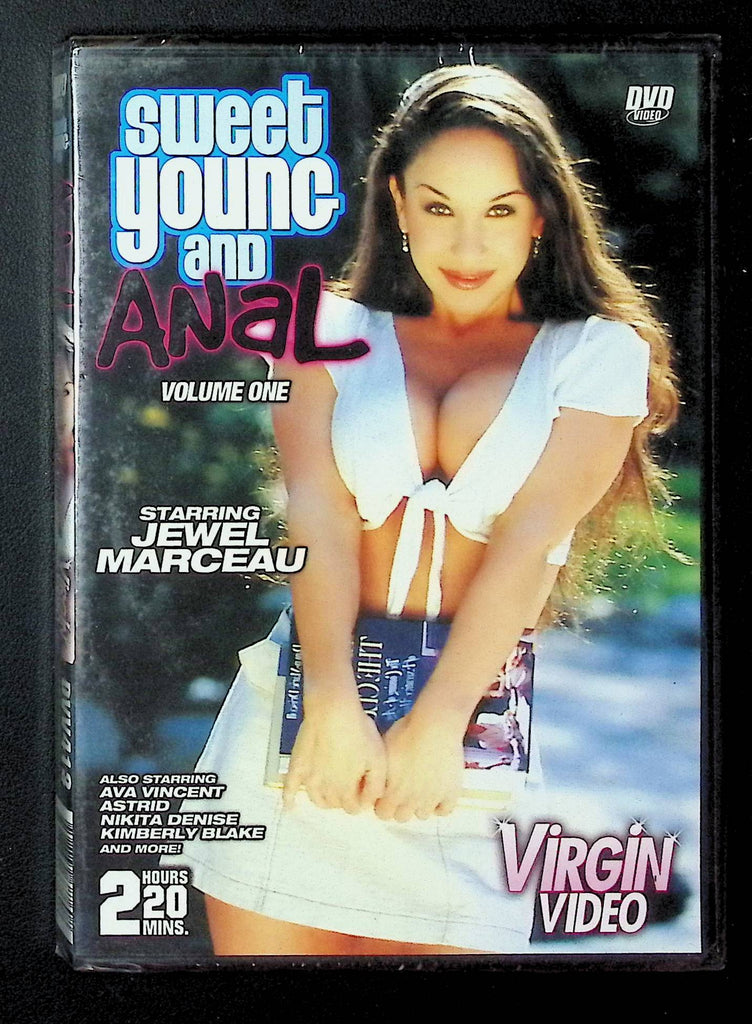 DVD
VIDEO
sweet
young
and
Anal
VOLUME ONE
STARRING
JEWEL
MARCEAU
ALSO STARRING
AVA VINCENT
ASTRID
NIKITA DENISE
KIMBERLY BLAKE
AND MORE!
2 HOURS
20
MINS.
VIRGIN
VIDEO